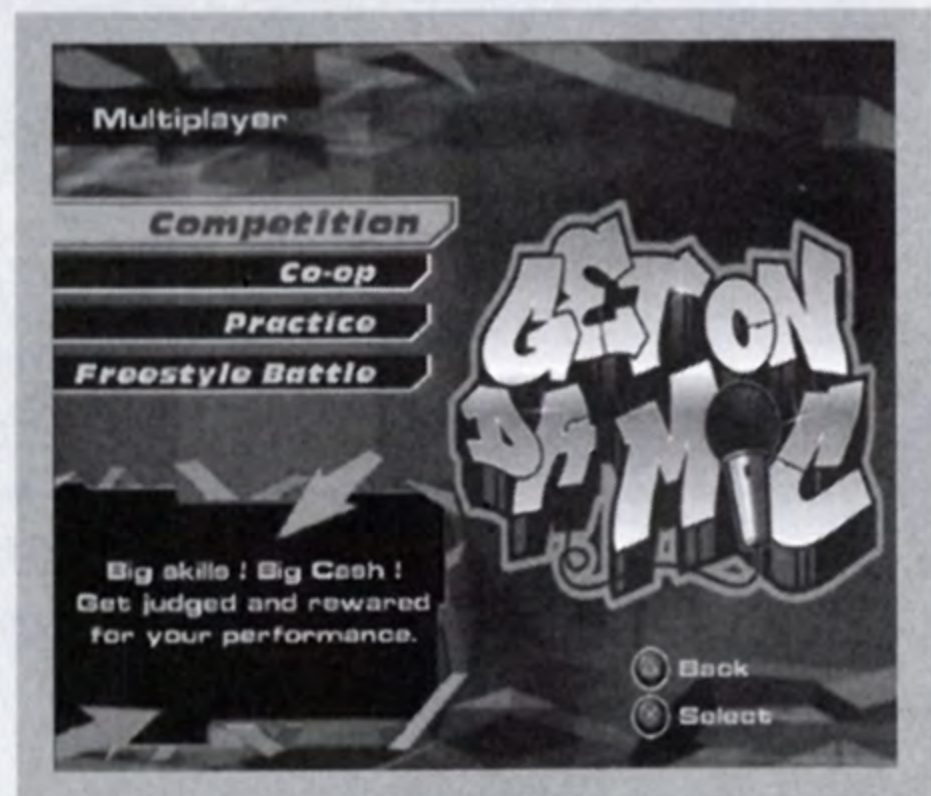 Multiplayer
Competition
Co-op
Practice
Freestyle Battle
GET ON
DA MIC
Big skills ! Big Cash !
Get judged and rewared
for your performance.
Back
Select